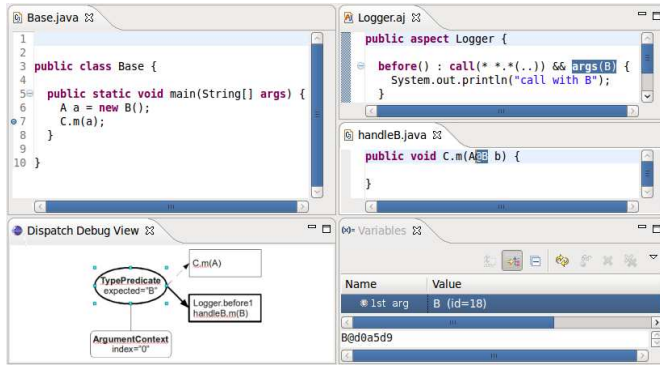 Base.java
1
2
3 public class Base {
4
5 public static void main(String[] args) {
6 A a = new B();
7 C.m(a);
8 }
9
10 }
Logger.aj
public aspect Logger {
before() : call(* *.*(..)) && args(B) {
System.out.println("call with B");
}
handleB.java
public void C.m(A@B b) {
}
Dispatch Debug View
C.m(A)
TypePredicate
expected="B"
Logger.before1
handleB.m(B)
ArgumentContext
index="0"
(x)= Variables
Name Value
1st arg B (id=18)
B@d0a5d9